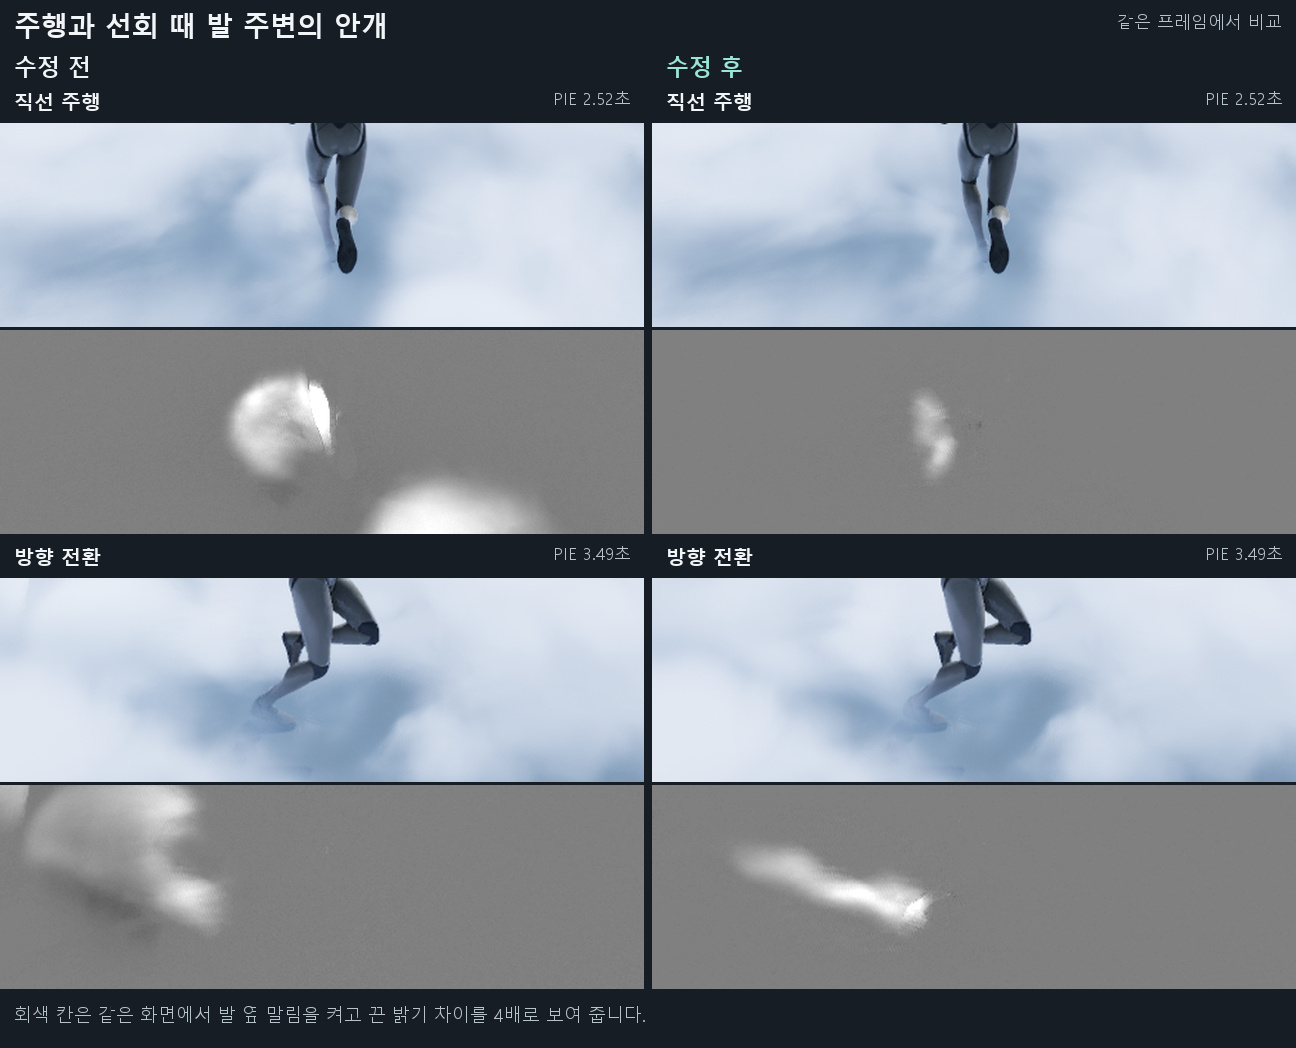 주행과 선회 때 발 주변의 안개
같은 프레임에서 비교
수정 전
수정 후
직선 주행
PIE 2.52초
직선 주행
PIE 2.52초
방향 전환
PIE 3.49초
방향 전환
PIE 3.49초
회색 칸은 같은 화면에서 발 옆 말림을 켜고 끈 밝기 차이를 4배로 보여 줍니다.